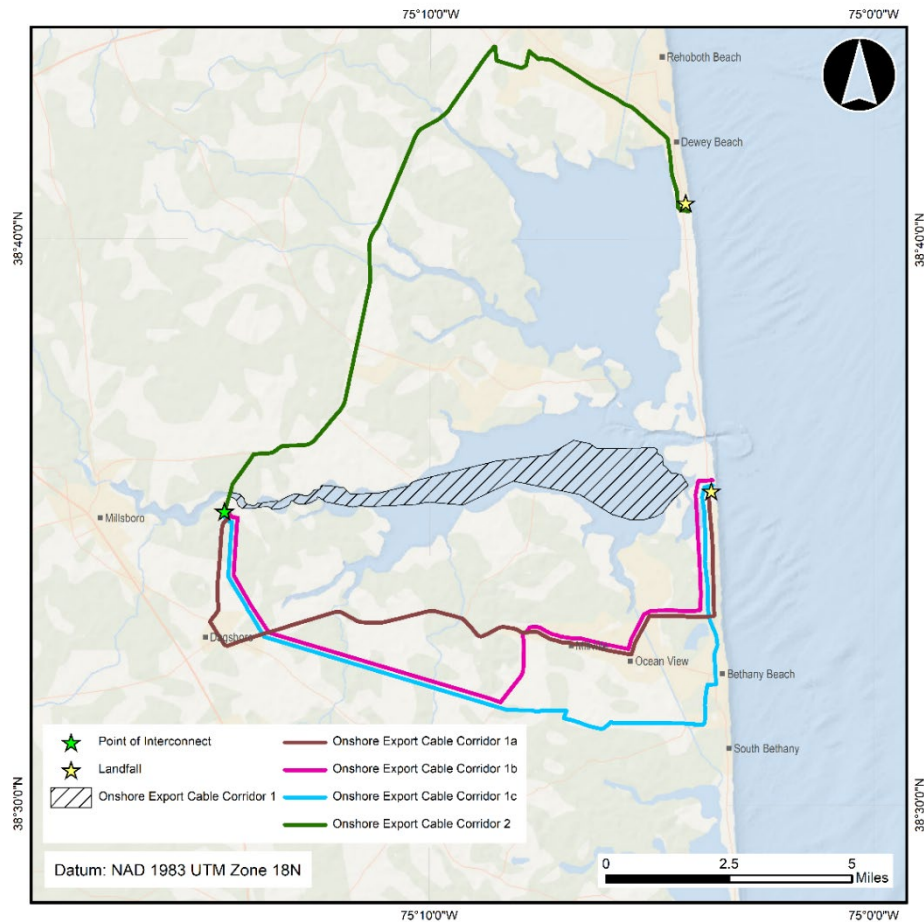 75°10'0"W
75°0'0"W
Rehoboth Beach
Dewey Beach
38°40'0"N
38°40'0"N
Millsboro
Dagsboro
Ocean View
Bethany Beach
South Bethany
38°30'0"N
38°30'0"N
Point of Interconnect
Landfall
Onshore Export Cable Corridor 1
Onshore Export Cable Corridor 1a
Onshore Export Cable Corridor 1b
Onshore Export Cable Corridor 1c
Onshore Export Cable Corridor 2
Datum: NAD 1983 UTM Zone 18N
0 2.5 5
Miles
75°10'0"W
75°0'0"W